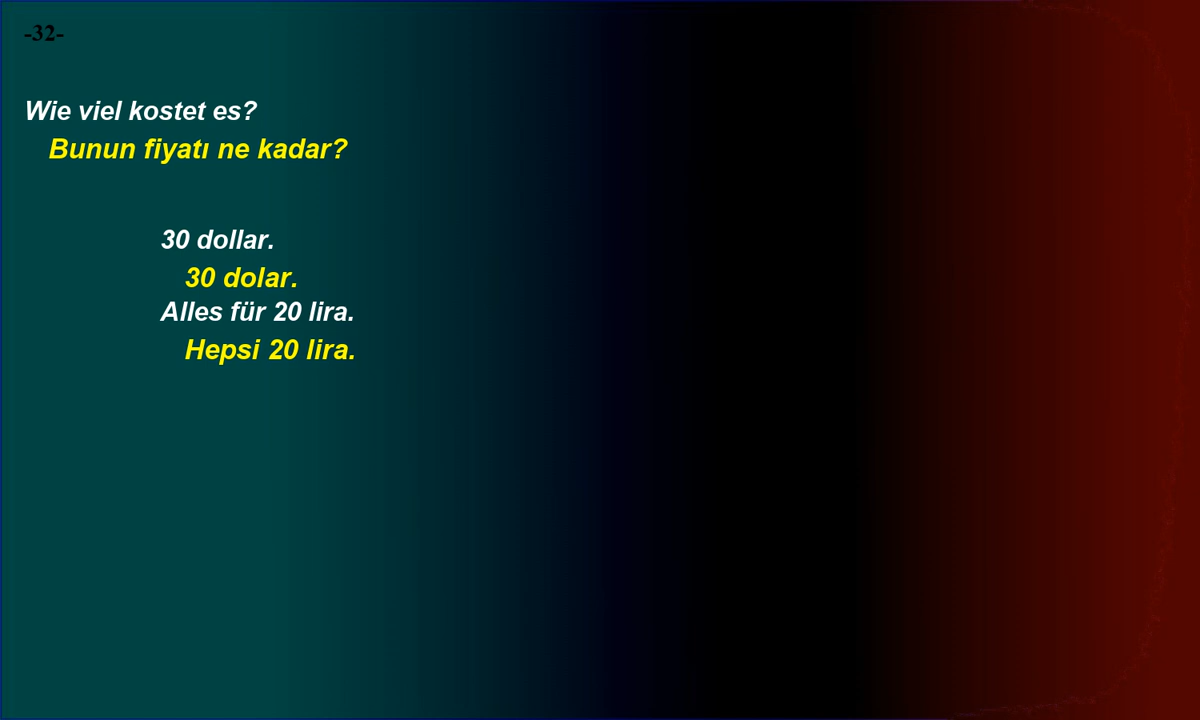 -32-
Wie viel kostet es?
Bunun fiyatı ne kadar?
30 dollar.
30 dolar.
Alles für 20 lira.
Hepsi 20 lira.